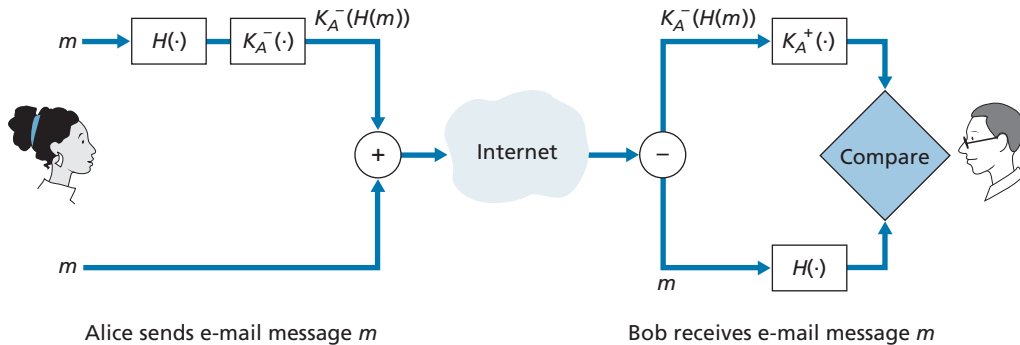 m
H(·)
K_A^−(·)
K_A^−(H(m))
m
+
Internet
−
K_A^−(H(m))
K_A^+(·)
Compare
m
H(·)
Alice sends e-mail message m
Bob receives e-mail message m